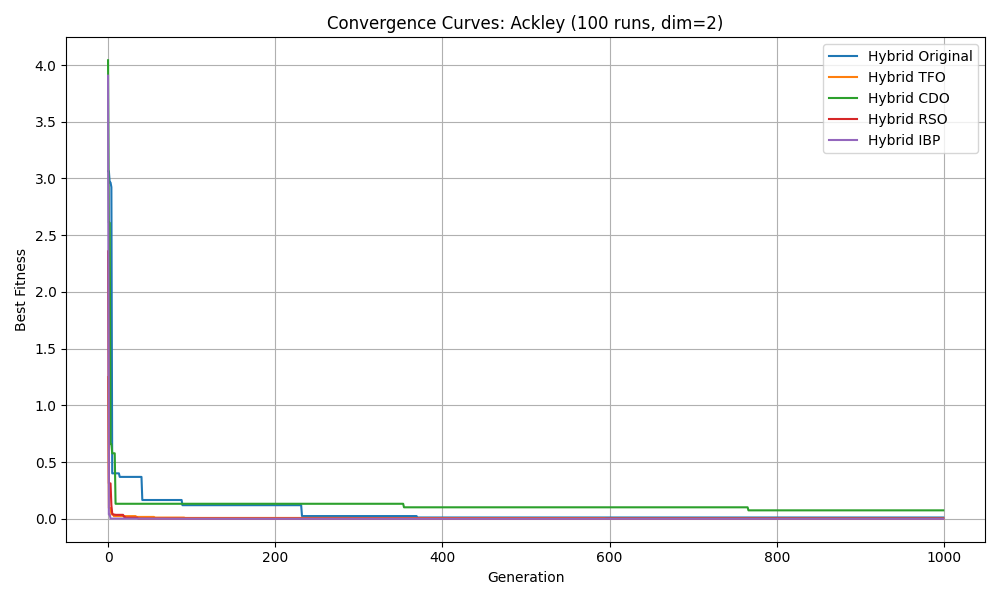 Convergence Curves: Ackley (100 runs, dim=2)
Best Fitness
4.0
3.5
3.0
2.5
2.0
1.5
1.0
0.5
0.0
Hybrid Original
Hybrid TFO
Hybrid CDO
Hybrid RSO
Hybrid IBP
0 200 400 600 800 1000
Generation